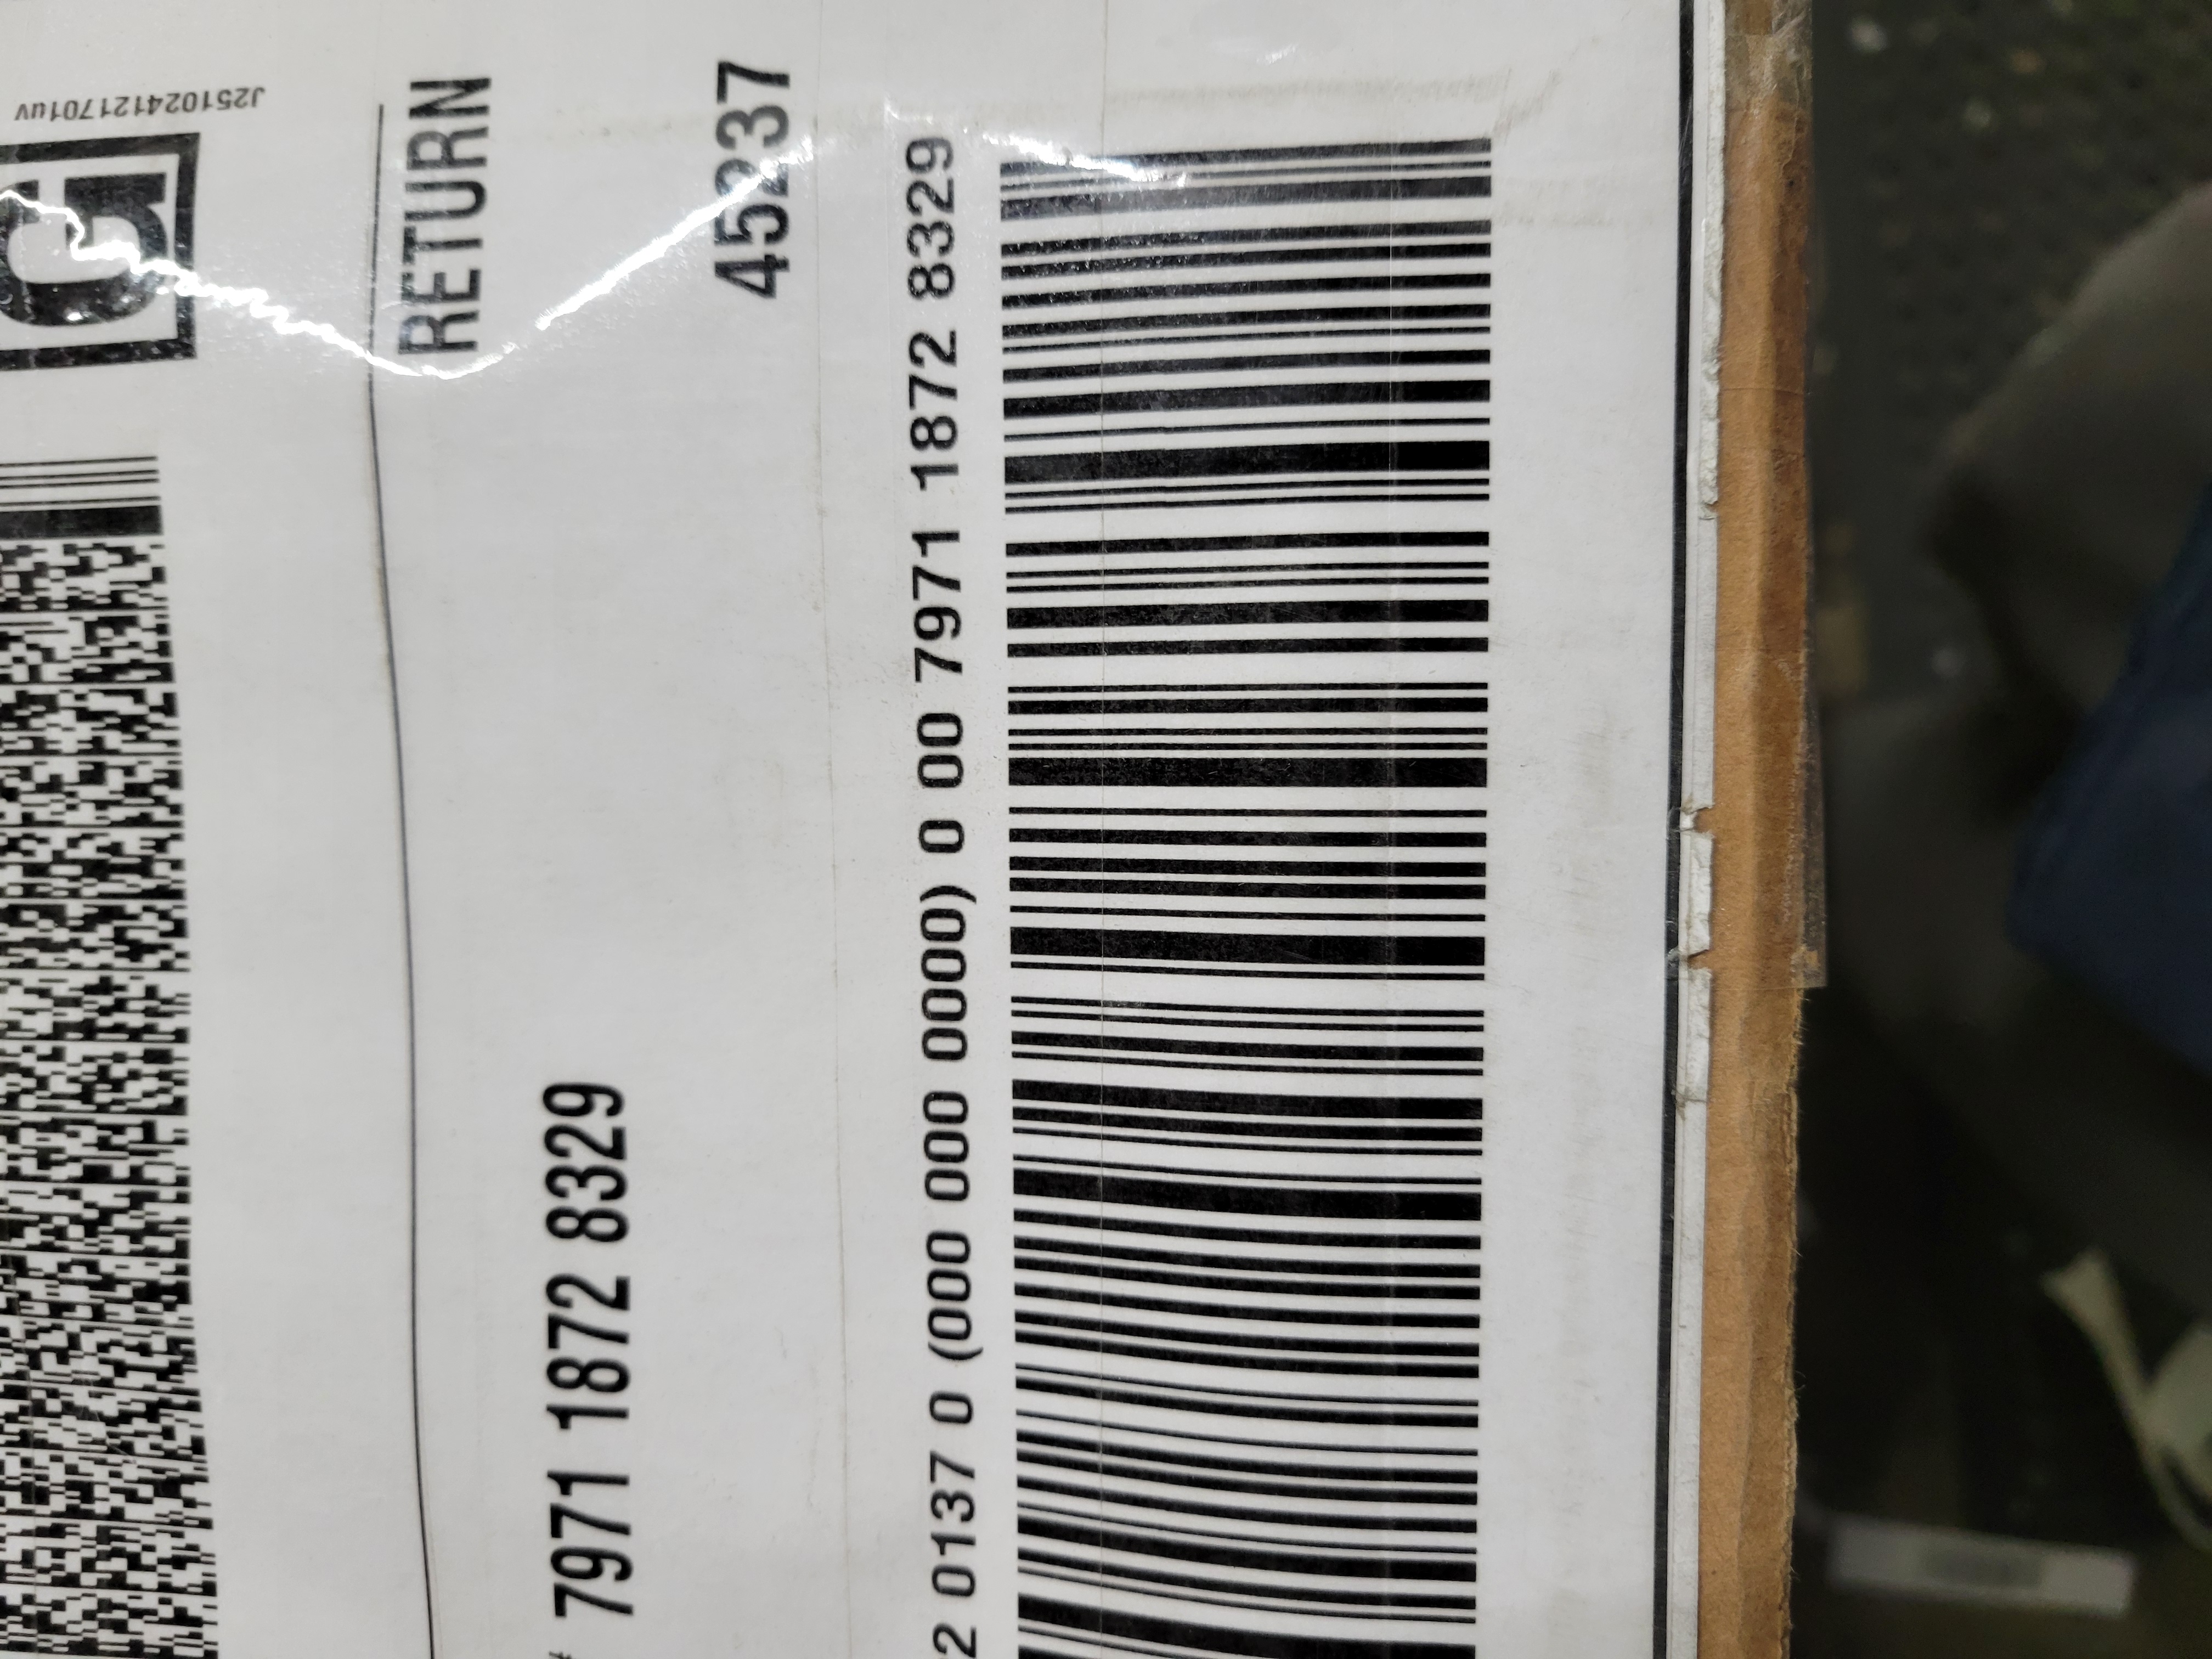 J251024121701uv
G
RETURN
7971 1872 8329
45237
2 0137 0 (000 000 0000) 0 00 7971 1872 8329